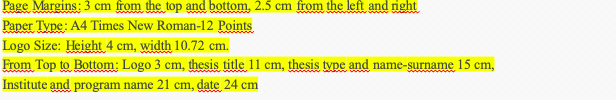 Page Margins: 3 cm from the top and bottom, 2.5 cm from the left and right
Paper Type: A4 Times New Roman-12 Points
Logo Size: Height 4 cm, width 10.72 cm.
From Top to Bottom: Logo 3 cm, thesis title 11 cm, thesis type and name-surname 15 cm,
Institute and program name 21 cm, date 24 cm